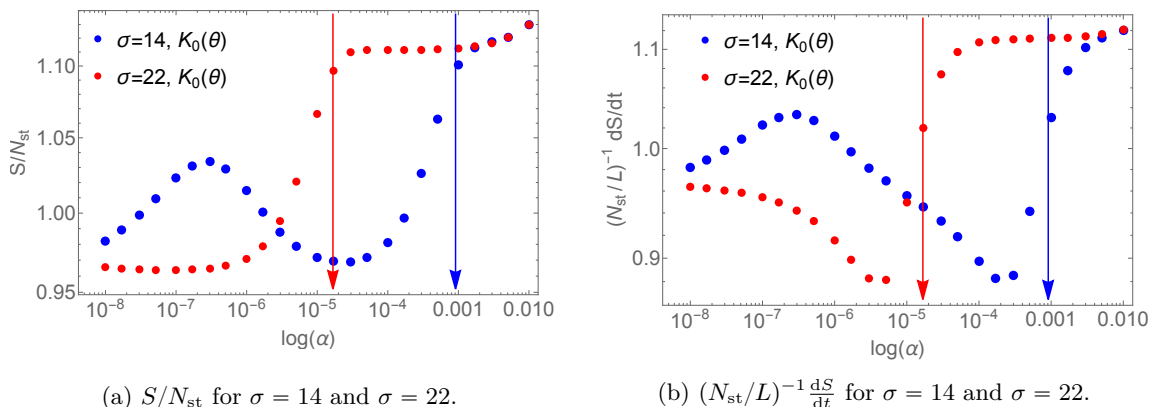 σ=14, K₀(θ)
σ=22, K₀(θ)
S/Nst
1.10
1.05
1.00
0.95
10⁻⁸ 10⁻⁷ 10⁻⁶ 10⁻⁵ 10⁻⁴ 0.001 0.010
log(α)
(a) S/Nst for σ = 14 and σ = 22.
σ=14, K₀(θ)
σ=22, K₀(θ)
(Nst/L)⁻¹ dS/dt
1.1
1.0
0.9
10⁻⁸ 10⁻⁷ 10⁻⁶ 10⁻⁵ 10⁻⁴ 0.001 0.010
log(α)
(b) (Nst/L)⁻¹ dS/dt for σ = 14 and σ = 22.